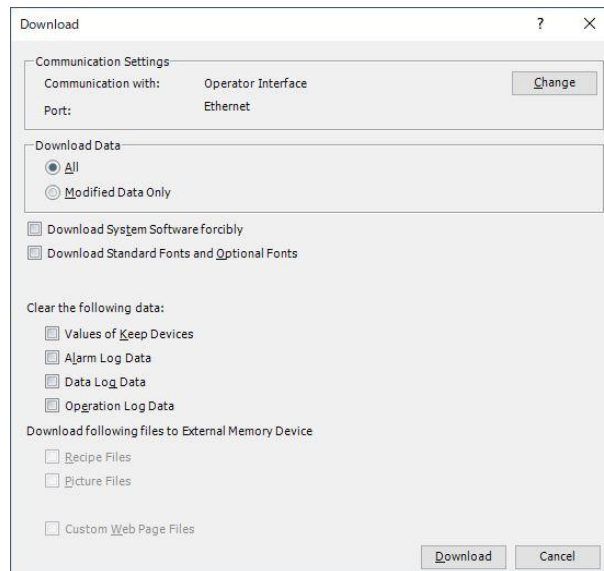 Download
Communication Settings
Communication with: Operator Interface
Change
Port: Ethernet
Download Data
All
Modified Data Only
Download System Software forcibly
Download Standard Fonts and Optional Fonts
Clear the following data:
Values of Keep Devices
Alarm Log Data
Data Log Data
Operation Log Data
Download following files to External Memory Device
Recipe Files
Picture Files
Custom Web Page Files
Download Cancel